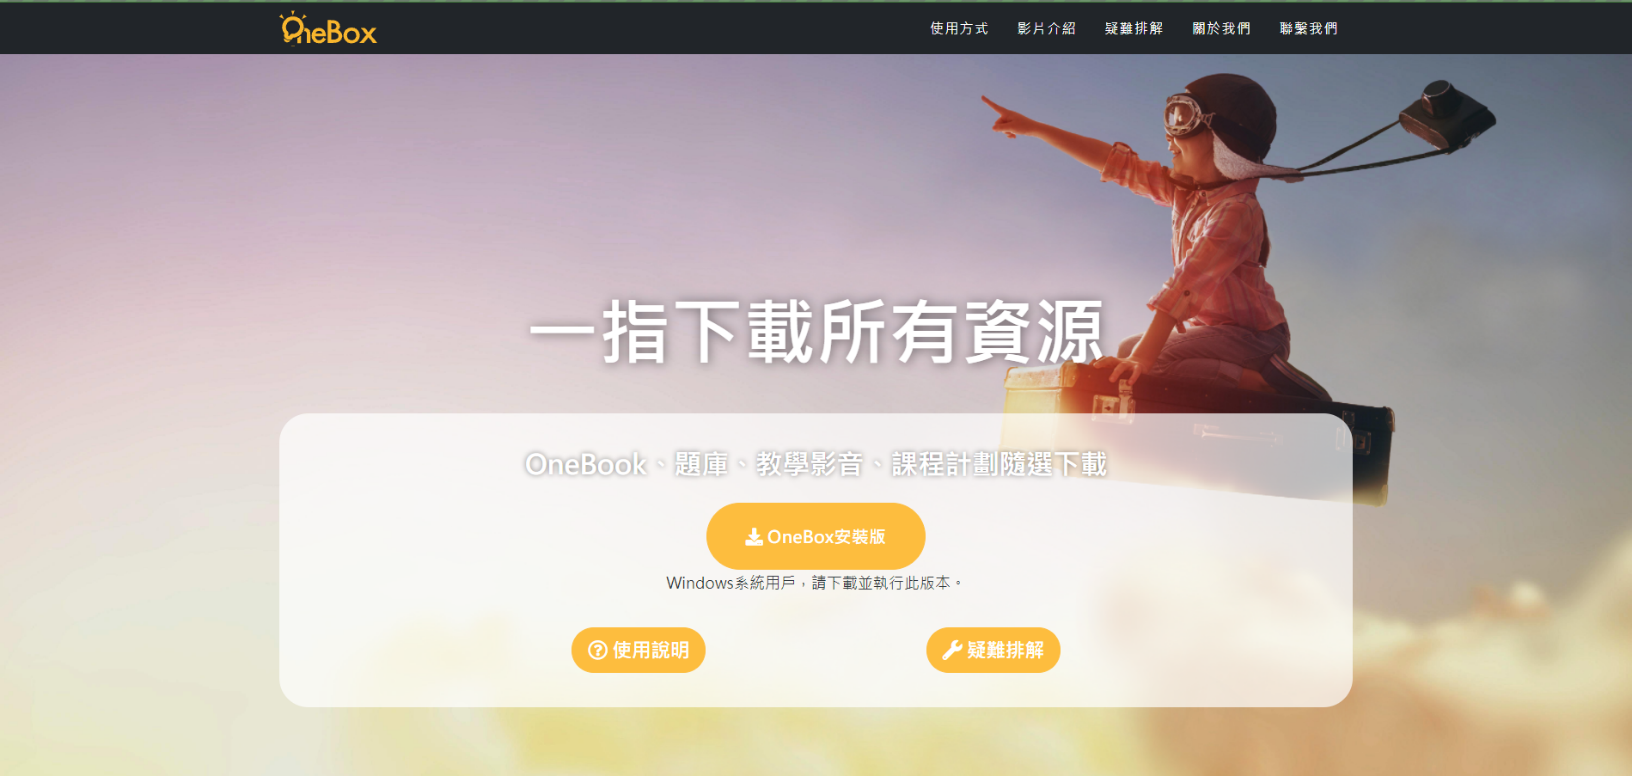 OneBox
使用方式 影片介紹 疑難排解 關於我們 聯繫我們
一指下載所有資源
OneBook、題庫、教學影音、課程計劃隨選下載
OneBox安裝版
Windows系統用戶，請下載並執行此版本。
使用說明 疑難排解